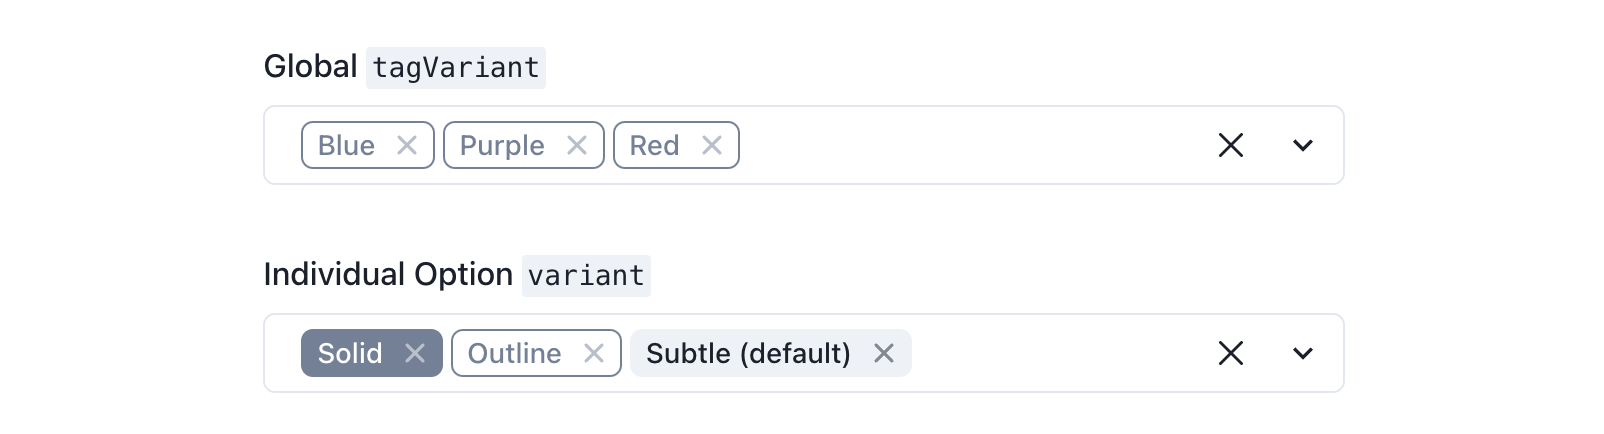 Global tagVariant
Blue Purple Red
Individual Option variant
Solid Outline Subtle (default)